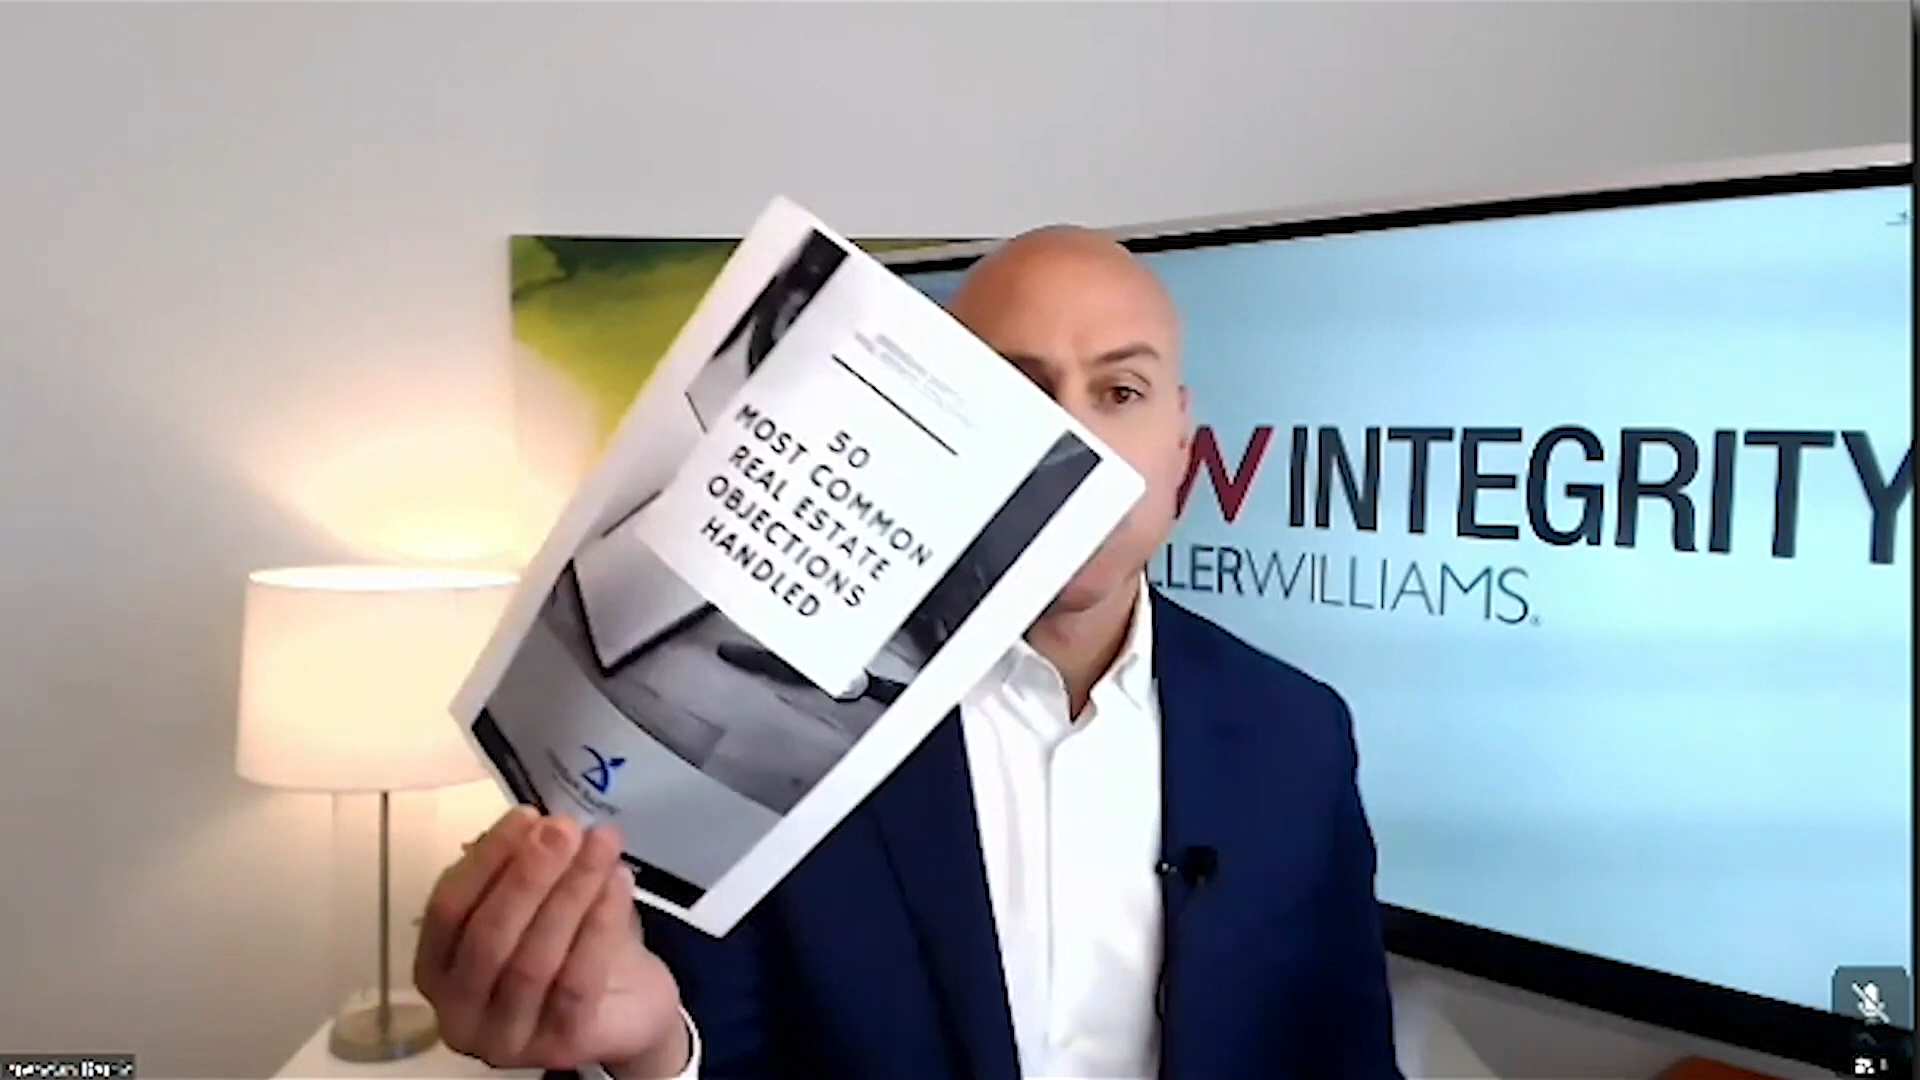 50
MOST COMMON
REAL ESTATE
OBJECTIONS
HANDLED
W INTEGRITY
LLERWILLIAMS®